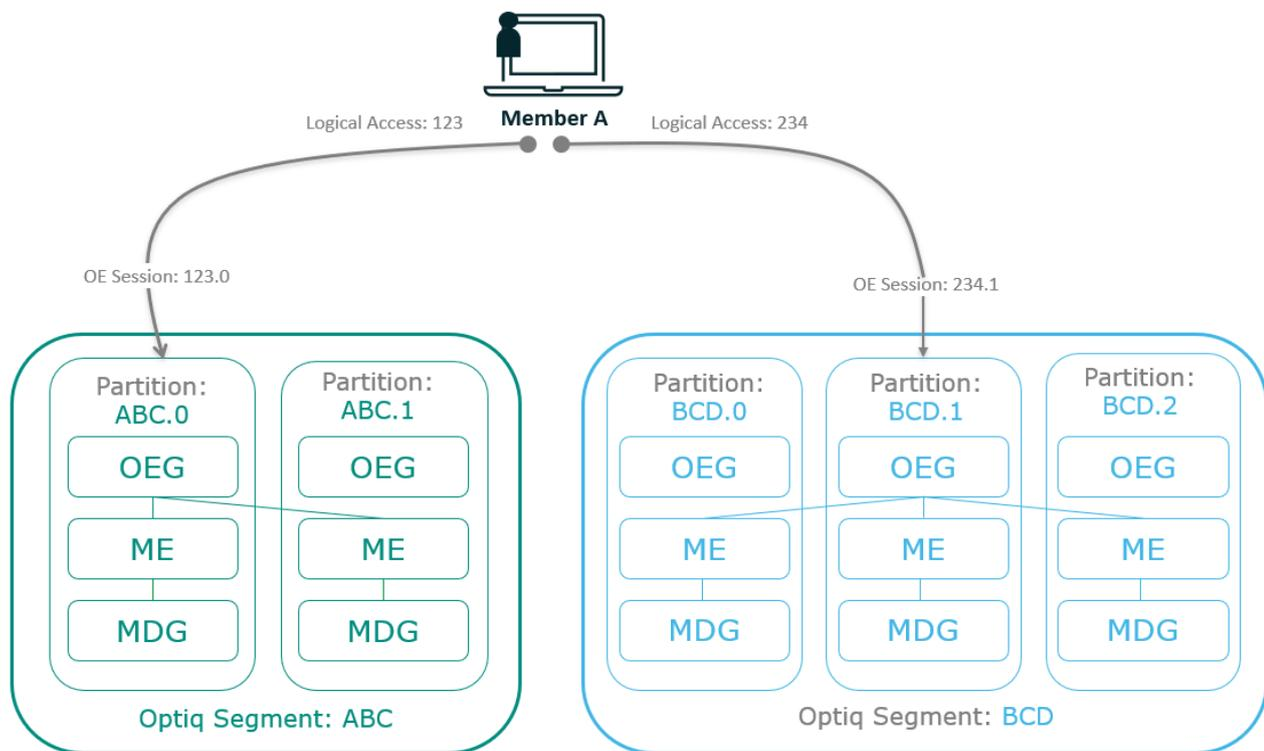 Logical Access: 123
Member A
Logical Access: 234
OE Session: 123.0
OE Session: 234.1
Partition:
ABC.0
OEG
ME
MDG
Partition:
ABC.1
OEG
ME
MDG
Optiq Segment: ABC
Partition:
BCD.0
OEG
ME
MDG
Partition:
BCD.1
OEG
ME
MDG
Partition:
BCD.2
OEG
ME
MDG
Optiq Segment: BCD